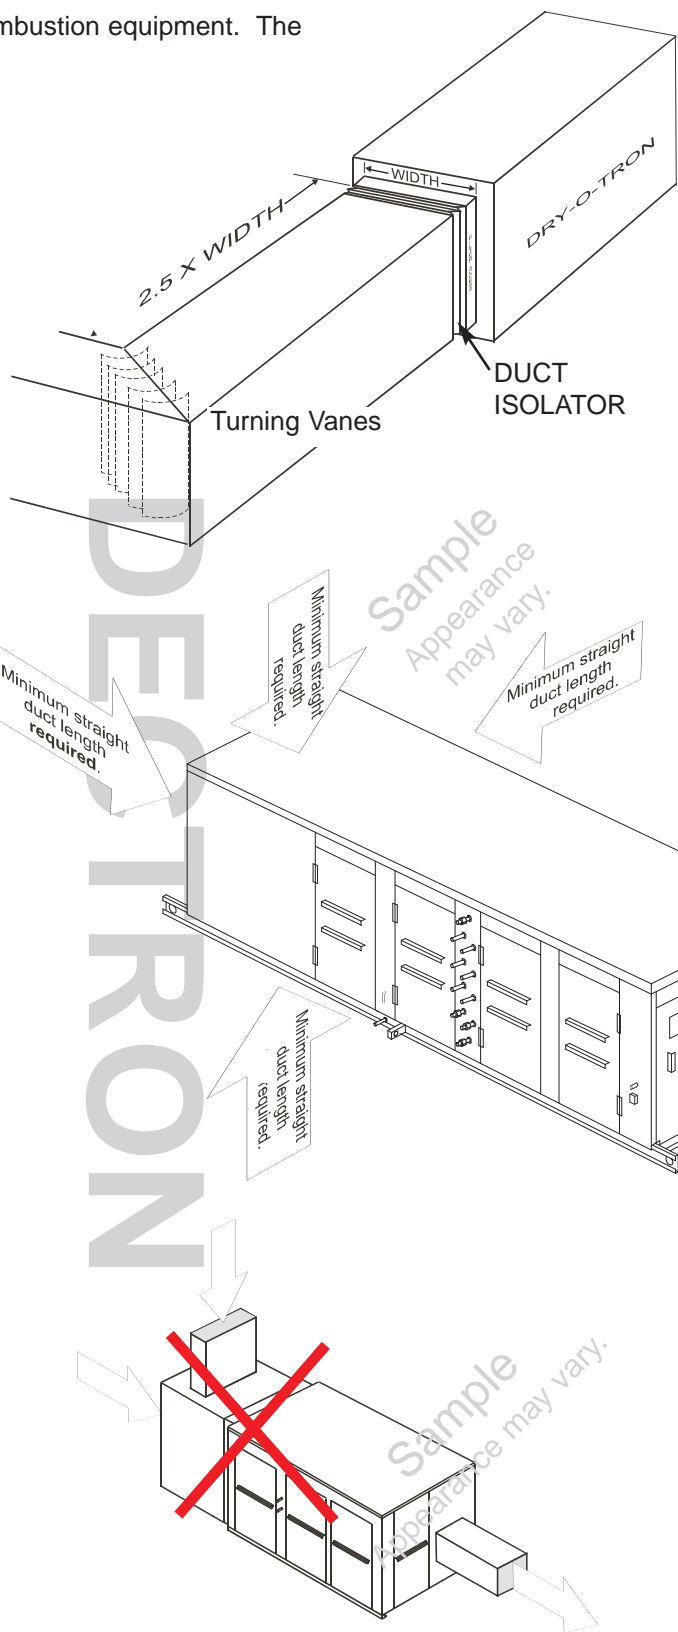 mbustion equipment.  The
WIDTH
DRY-O-TRON
2.5 X WIDTH
DUCT
ISOLATOR
Turning Vanes
DECTRON
Sample
Appearance
may vary.
Minimum straight
duct length
required.
Minimum straight
duct length
required.
Minimum straight
duct length
required.
Minimum straight
duct length
required.
Sample
Appearance may vary.